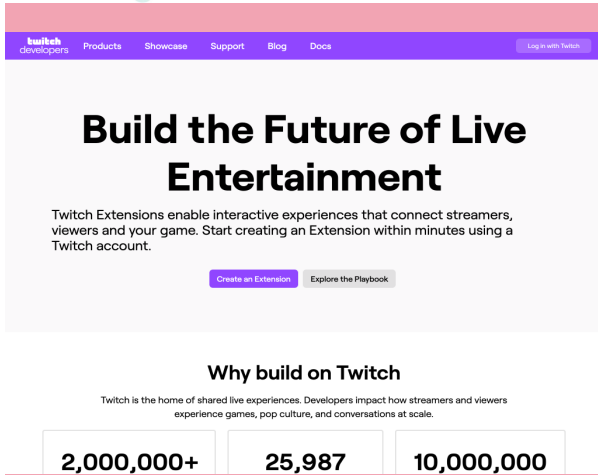 twitch
developers
Products
Showcase
Support
Blog
Docs
Log in with Twitch
Build the Future of Live
Entertainment
Twitch Extensions enable interactive experiences that connect streamers,
viewers and your game. Start creating an Extension within minutes using a
Twitch account.
Create an Extension
Explore the Playbook
Why build on Twitch
Twitch is the home of shared live experiences. Developers impact how streamers and viewers
experience games, pop culture, and conversations at scale.
2,000,000+
25,987
10,000,000